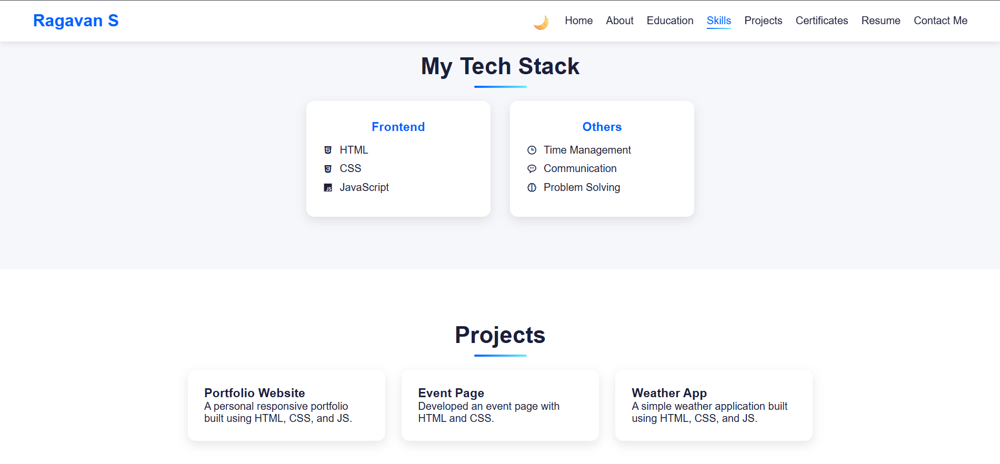 Ragavan S
Home About Education Skills Projects Certificates Resume Contact Me
My Tech Stack
Frontend
HTML
CSS
JavaScript
Others
Time Management
Communication
Problem Solving
Projects
Portfolio Website
A personal responsive portfolio
built using HTML, CSS, and JS.
Event Page
Developed an event page with
HTML and CSS.
Weather App
A simple weather application built
using HTML, CSS, and JS.